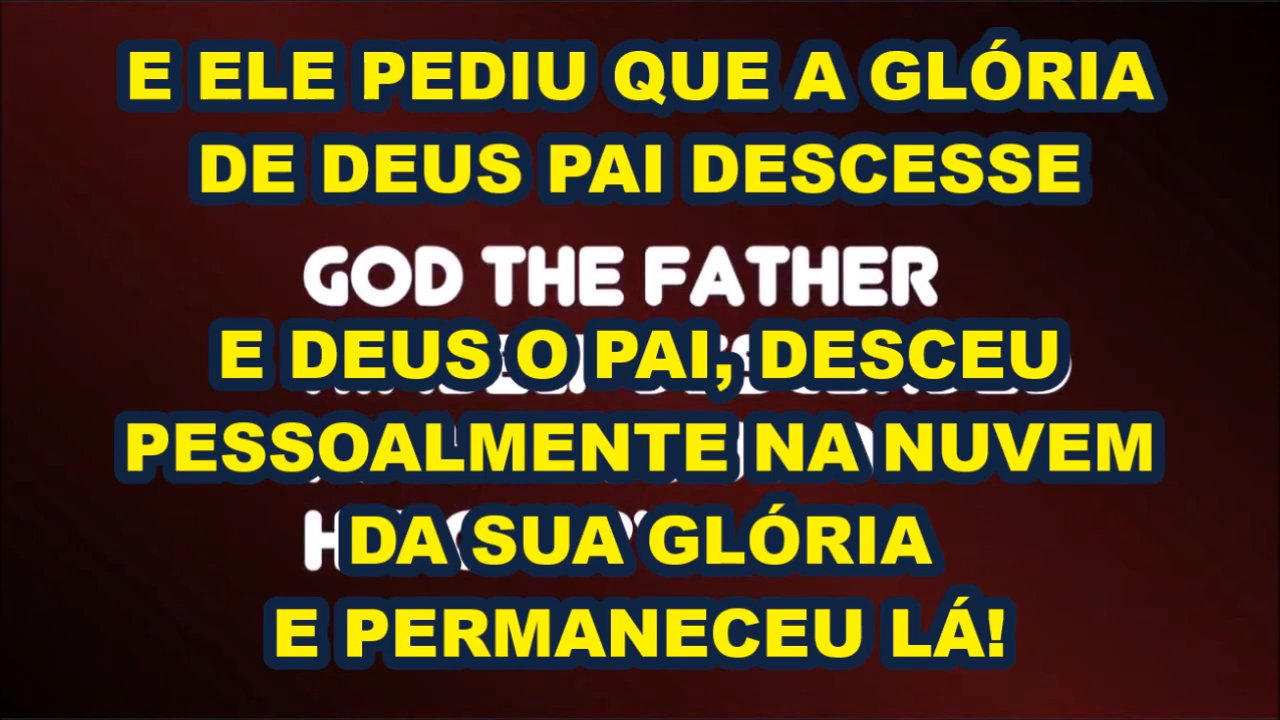 E ELE PEDIU QUE A GLÓRIA
DE DEUS PAI DESCESSE
GOD THE FATHER
E DEUS O PAI, DESCEU
PESSOALMENTE NA NUVEM
DA SUA GLÓRIA
E PERMANECEU LÁ!